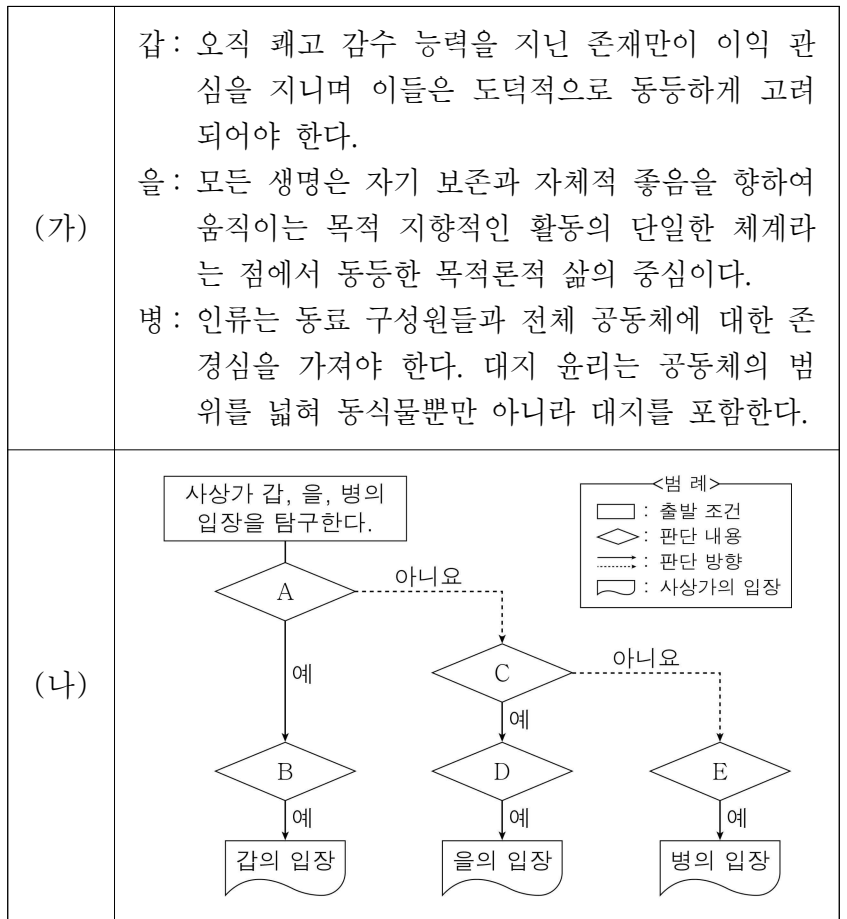 갑 : 오직 쾌고 감수 능력을 지닌 존재만이 이익 관
심을 지니며 이들은 도덕적으로 동등하게 고려
되어야 한다.
을 : 모든 생명은 자기 보존과 자체적 좋음을 향하여
(가)
움직이는 목적 지향적인 활동의 단일한 체계라
는 점에서 동등한 목적론적 삶의 중심이다.
병 : 인류는 동료 구성원들과 전체 공동체에 대한 존
경심을 가져야 한다. 대지 윤리는 공동체의 범
위를 넓혀 동식물뿐만 아니라 대지를 포함한다.
(나)
사상가 갑, 을, 병의
입장을 탐구한다.
<범 례>
: 출발 조건
: 판단 내용
: 판단 방향
: 사상가의 입장
A
아니요
예
C
아니요
예
B
D
E
예
예
예
갑의 입장
을의 입장
병의 입장